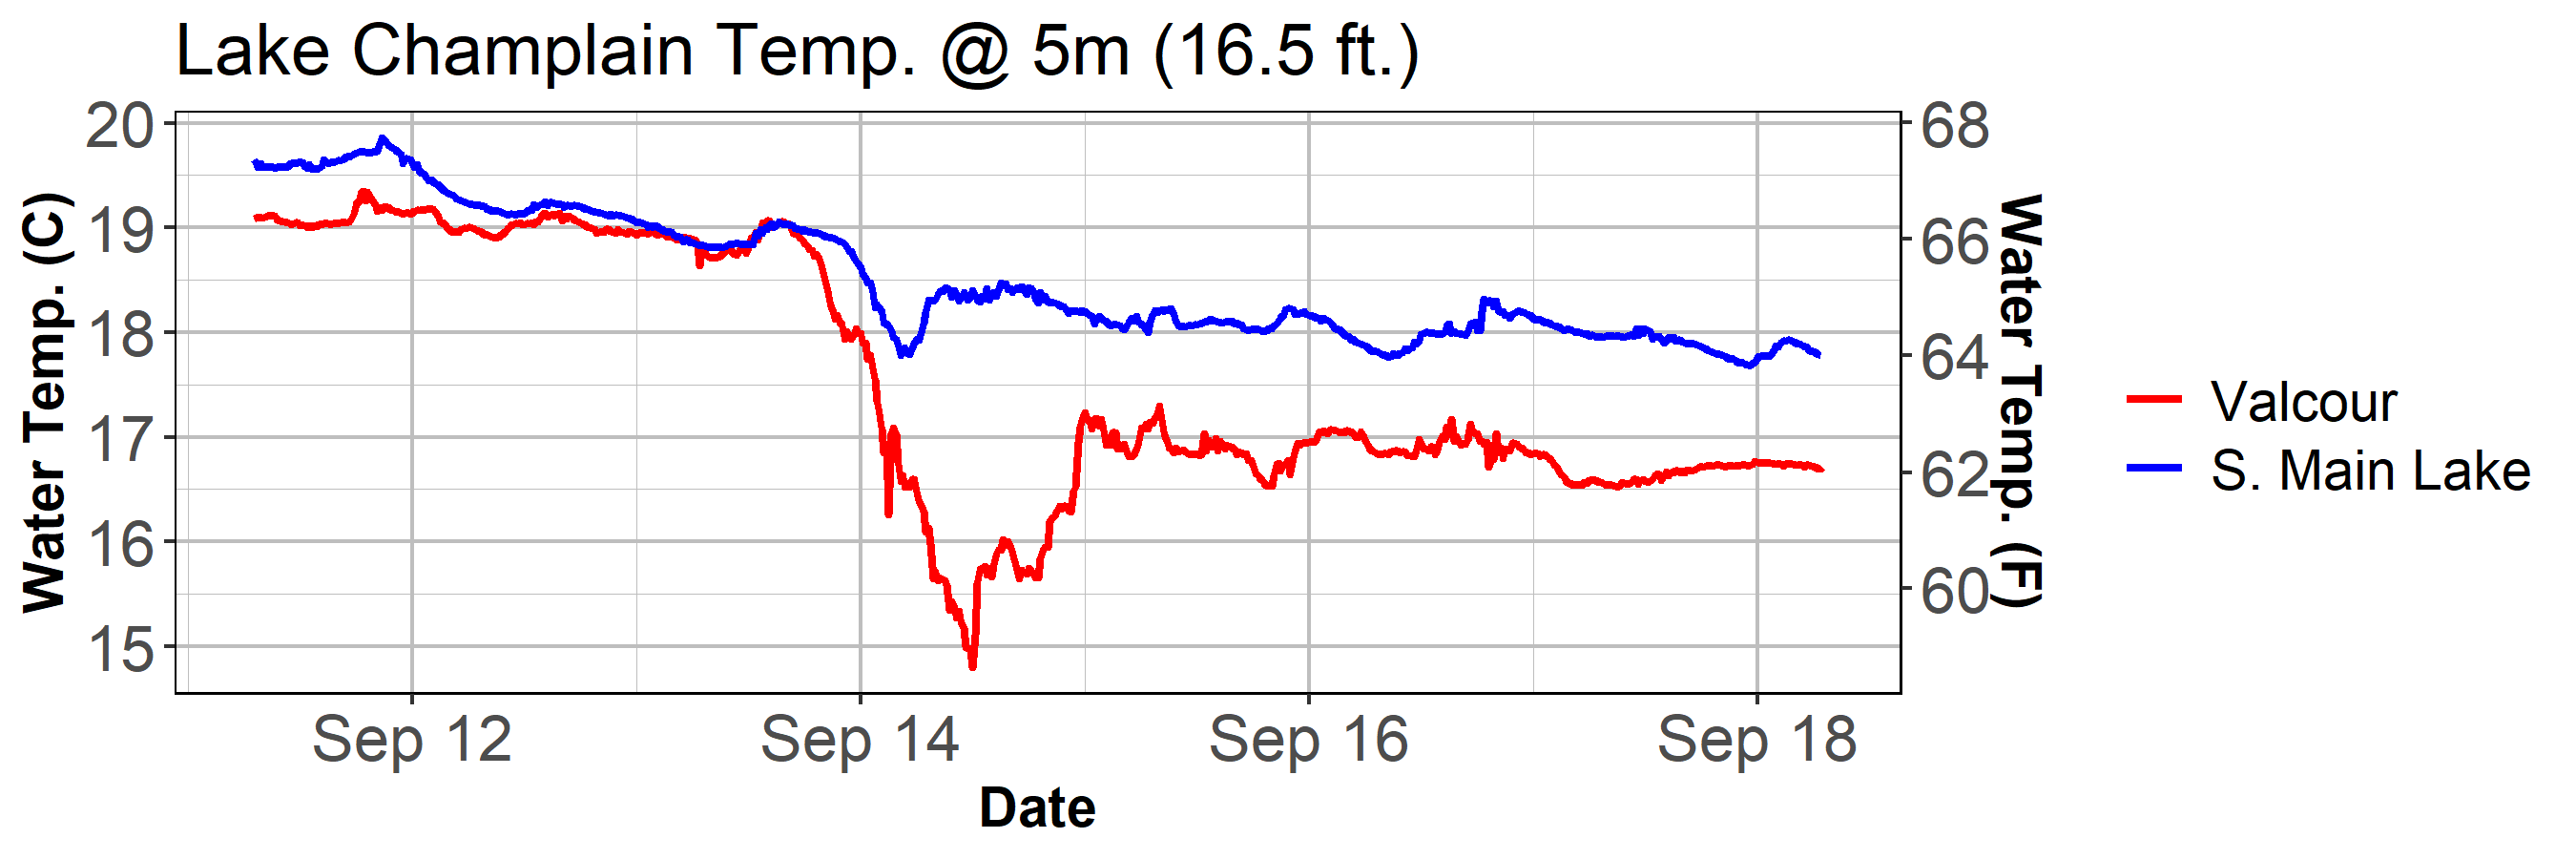 Lake Champlain Temp. @ 5m (16.5 ft.)
Water Temp. (C)
20
19
18
17
16
15
68
66
64
62
60
Water Temp. (F)
Sep 12
Sep 14
Sep 16
Sep 18
Date
Valcour
S. Main Lake